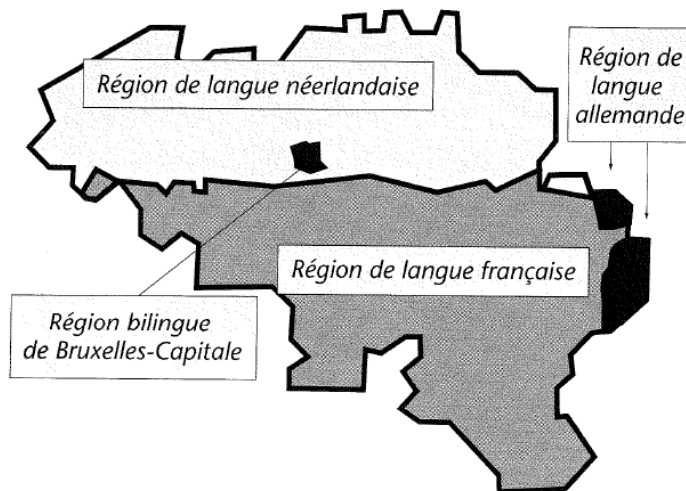 Région de langue néerlandaise
Région de
langue
allemande
Région de langue française
Région bilingue
de Bruxelles-Capitale